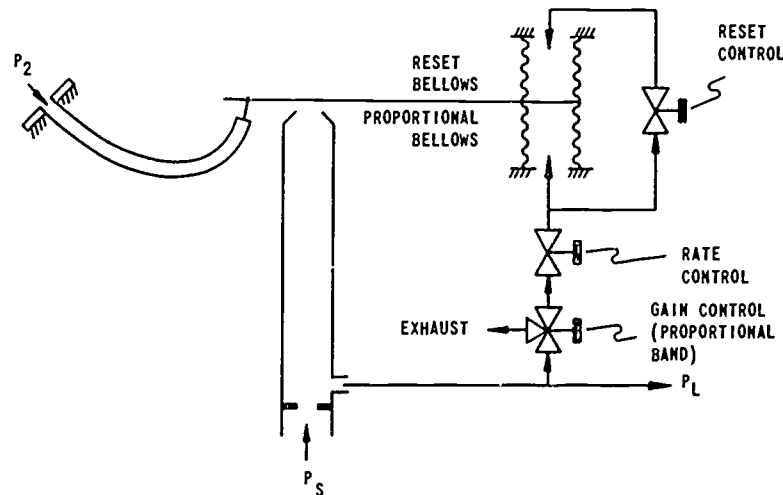 RESET
CONTROL
P2
RESET
BELLOWS
PROPORTIONAL
BELLOWS
RATE
CONTROL
GAIN CONTROL
(PROPORTIONAL
BAND)
EXHAUST
PL
PS